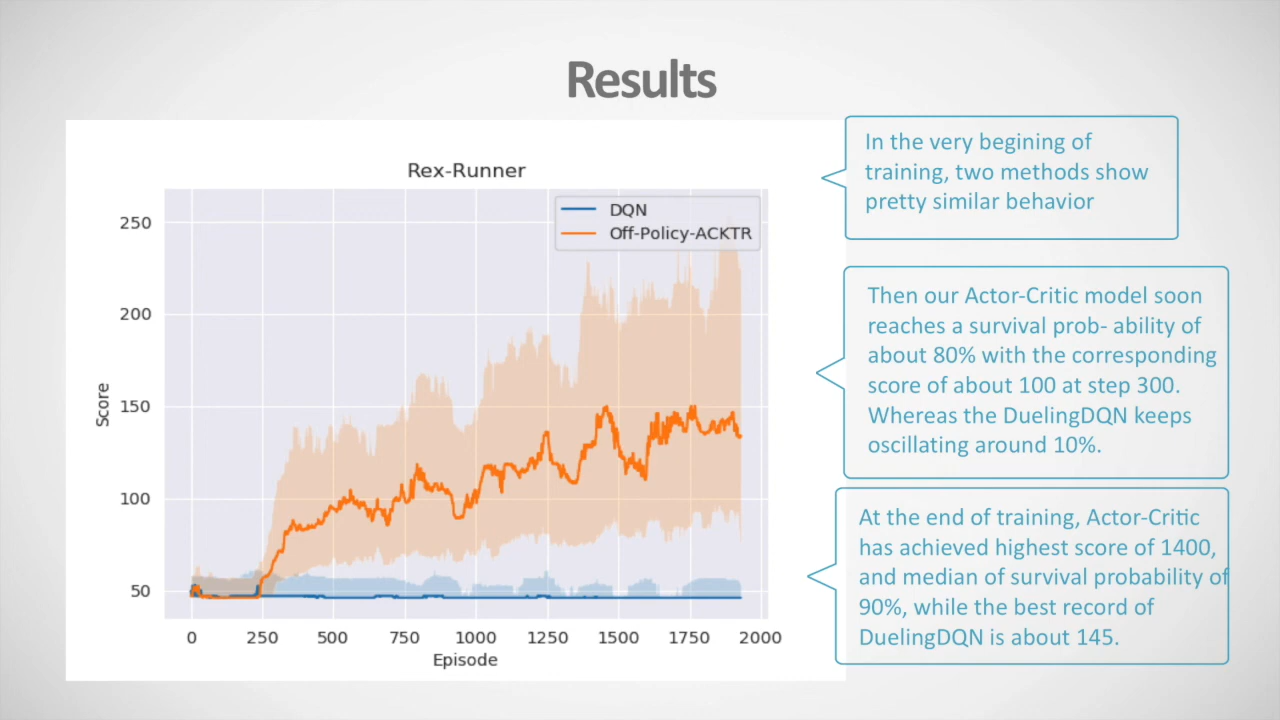 Results
Rex-Runner
DQN
Off-Policy-ACKTR
250
200
150
100
50
Score
0
250
500
750
1000
1250
1500
1750
2000
Episode
In the very begining of
training, two methods show
pretty similar behavior
Then our Actor-Critic model soon
reaches a survival prob- ability of
about 80% with the corresponding
score of about 100 at step 300.
Whereas the DuelingDQN keeps
oscillating around 10%.
At the end of training, Actor-Critic
has achieved highest score of 1400,
and median of survival probability of
90%, while the best record of
DuelingDQN is about 145.